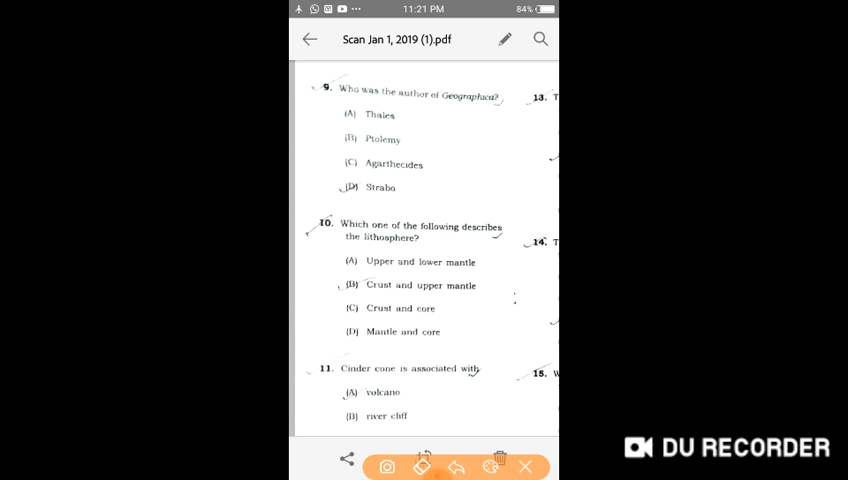 11:21 PM
84%
Scan Jan 1, 2019 (1).pdf
9. Who was the author of Geographica?
(A) Thales
(B) Ptolemy
(C) Agarthecides
(D) Strabo
10. Which one of the following describes
the lithosphere?
(A) Upper and lower mantle
(B) Crust and upper mantle
(C) Crust and core
(D) Mantle and core
11. Cinder cone is associated with
(A) volcano
(B) river cliff
13. T
14. T
15. W
DU RECORDER